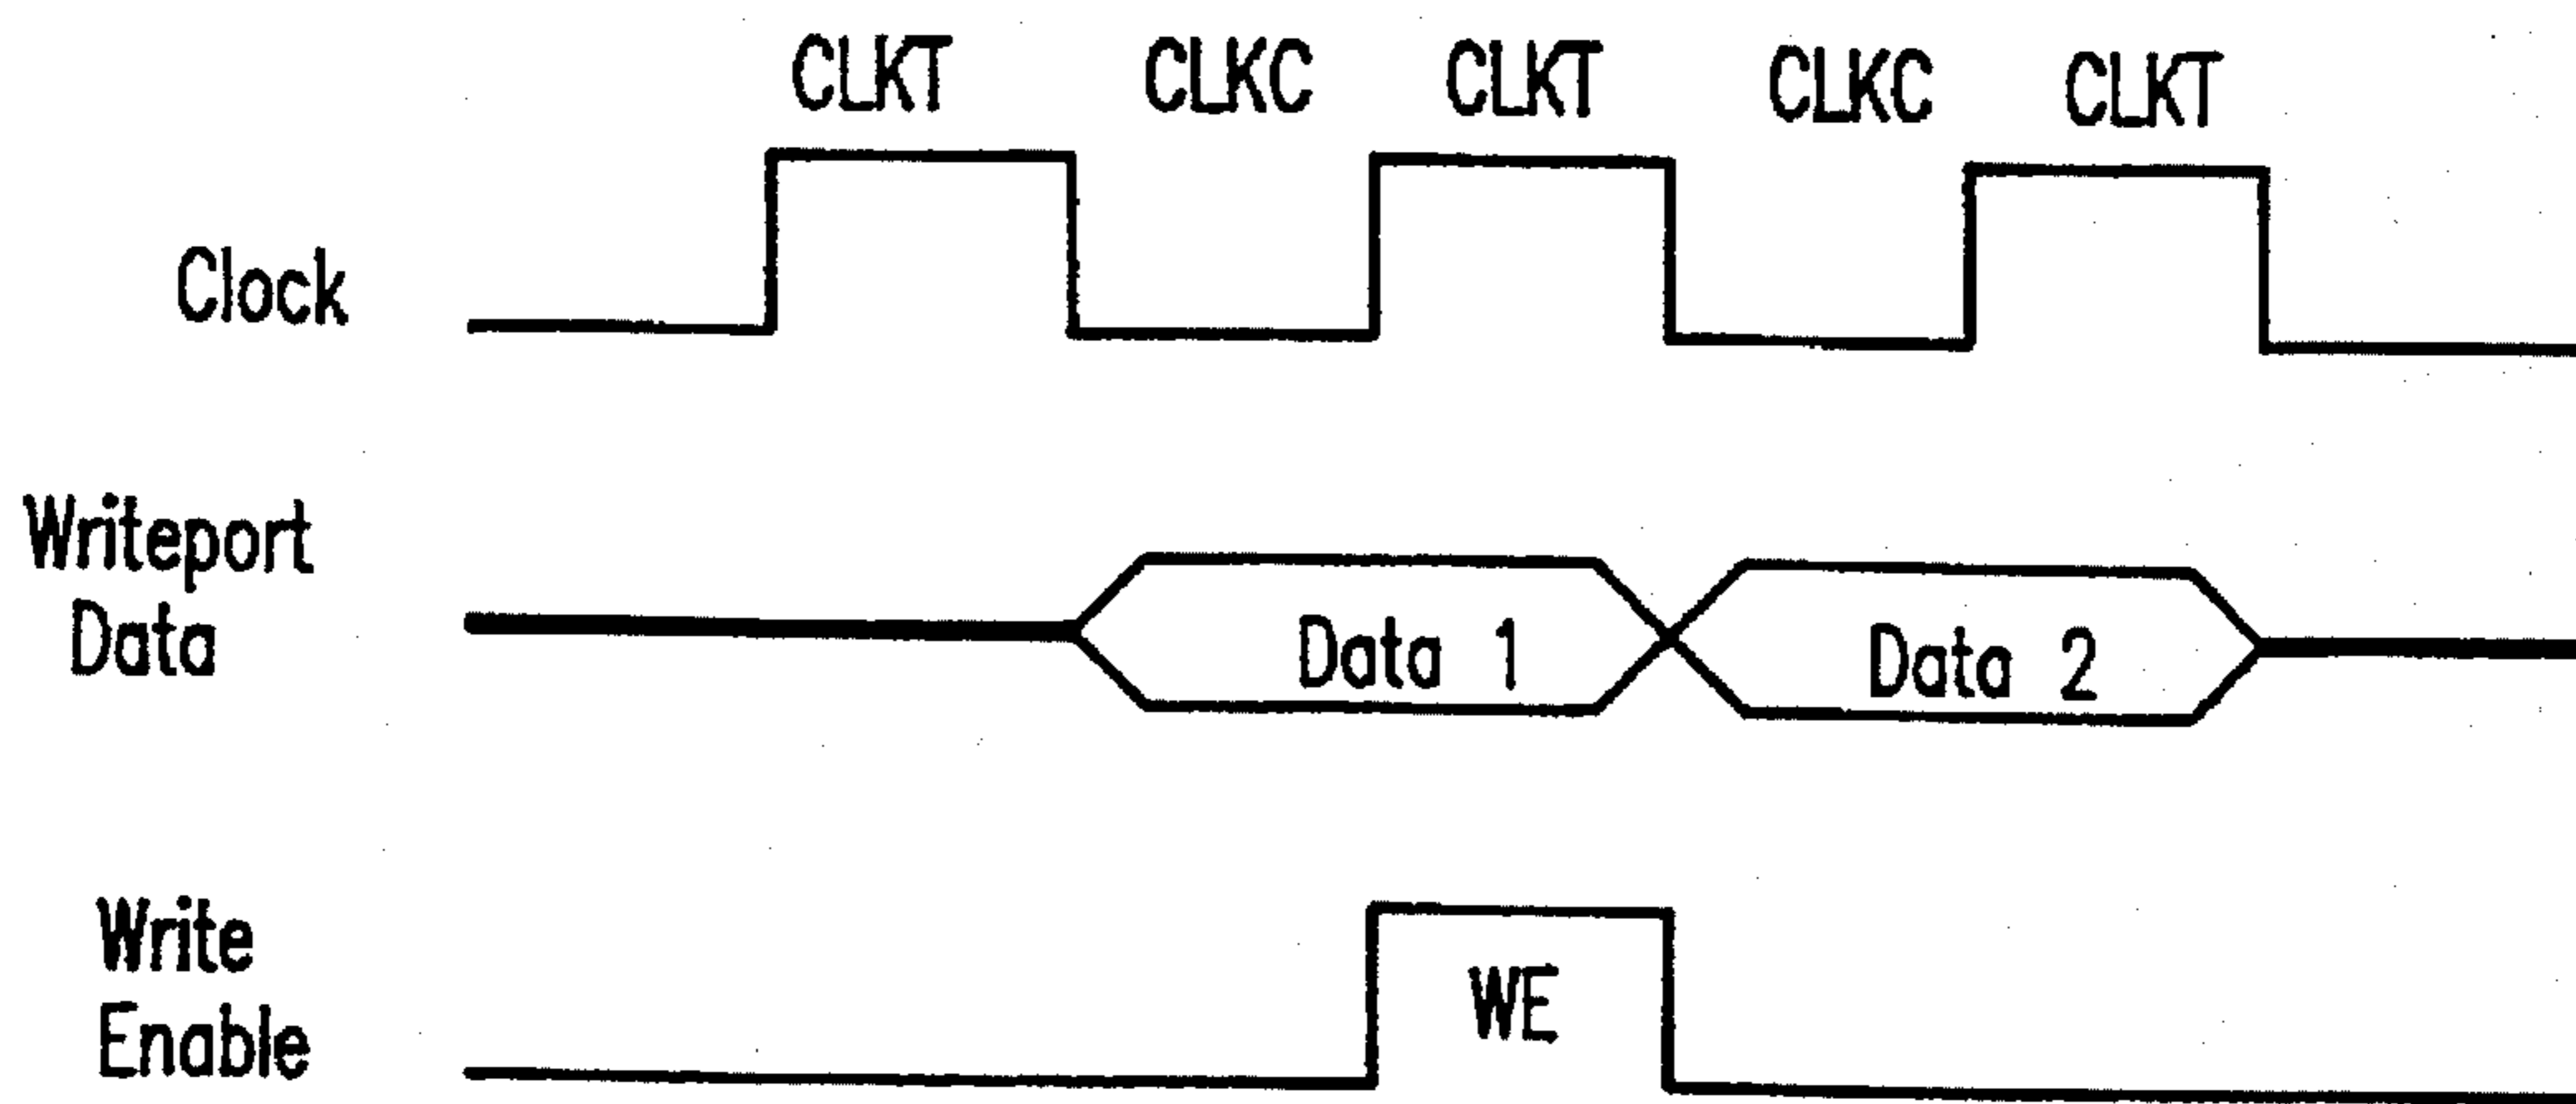 CLKT CLKC CLKT CLKC CLKT
Clock
Writeport
Data
Data 1 Data 2
Write
Enable
WE